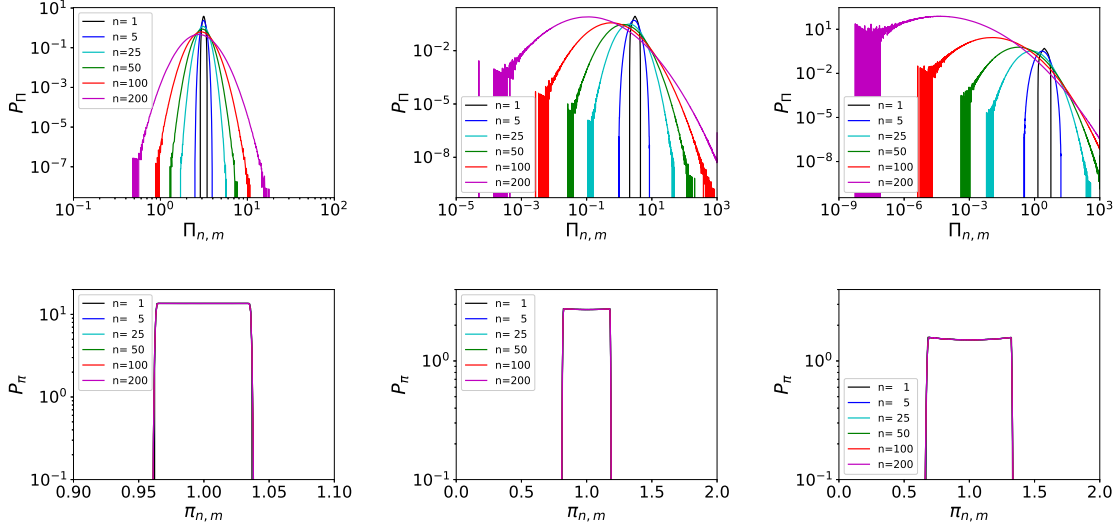 10^1
10^-1
10^-3
10^-5
10^-7
P_Π
n= 1
n= 5
n= 25
n=50
n=100
n=200
10^-1
10^0
10^1
10^2
Π_{n, m}
10^-2
10^-5
10^-8
P_Π
n= 1
n= 5
n= 25
n= 50
n=100
n=200
10^-5
10^-3
10^-1
10^1
10^3
Π_{n, m}
10^1
10^-2
10^-5
10^-8
P_Π
n= 1
n= 5
n=25
n=50
n=100
n=200
10^-9
10^-6
10^-3
10^0
10^3
Π_{n, m}
10^1
10^0
10^-1
P_π
n= 1
n= 5
n= 25
n= 50
n=100
n=200
0.90
0.95
1.00
1.05
1.10
π_{n, m}
10^0
10^-1
P_π
n= 1
n= 5
n= 25
n= 50
n=100
n=200
0.0
0.5
1.0
1.5
2.0
π_{n, m}
10^0
10^-1
P_π
n= 1
n= 5
n= 25
n= 50
n=100
n=200
0.0
0.5
1.0
1.5
2.0
π_{n, m}